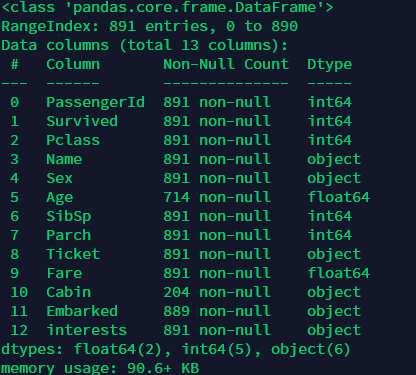 <class 'pandas.core.frame.DataFrame'>
RangeIndex: 891 entries, 0 to 890
Data columns (total 13 columns):
 #   Column       Non-Null Count  Dtype
---  ------       --------------  -----
 0   PassengerId  891 non-null    int64
 1   Survived     891 non-null    int64
 2   Pclass       891 non-null    int64
 3   Name         891 non-null    object
 4   Sex          891 non-null    object
 5   Age          714 non-null    float64
 6   SibSp        891 non-null    int64
 7   Parch        891 non-null    int64
 8   Ticket       891 non-null    object
 9   Fare         891 non-null    float64
 10  Cabin        204 non-null    object
 11  Embarked     889 non-null    object
 12  interests    891 non-null    object
dtypes: float64(2), int64(5), object(6)
memory usage: 90.6+ KB